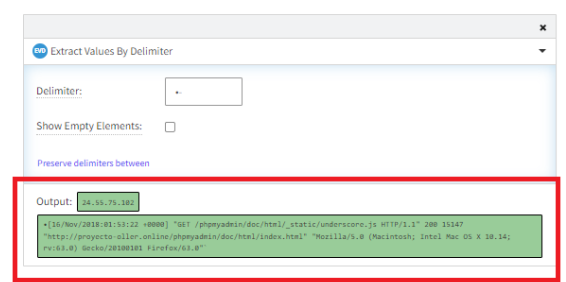 ×
EVD Extract Values By Delimiter
Delimiter:
•-
Show Empty Elements:
Preserve delimiters between
Output: 24.55.75.102
•[16/Nov/2018:01:53:22 +0000] "GET /phpmyadmin/doc/html/_static/underscore.js HTTP/1.1" 200 15147
"http://proyecto-oller.online/phpmyadmin/doc/html/index.html" "Mozilla/5.0 (Macintosh; Intel Mac OS X 10.14;
rv:63.0) Gecko/20100101 Firefox/63.0"